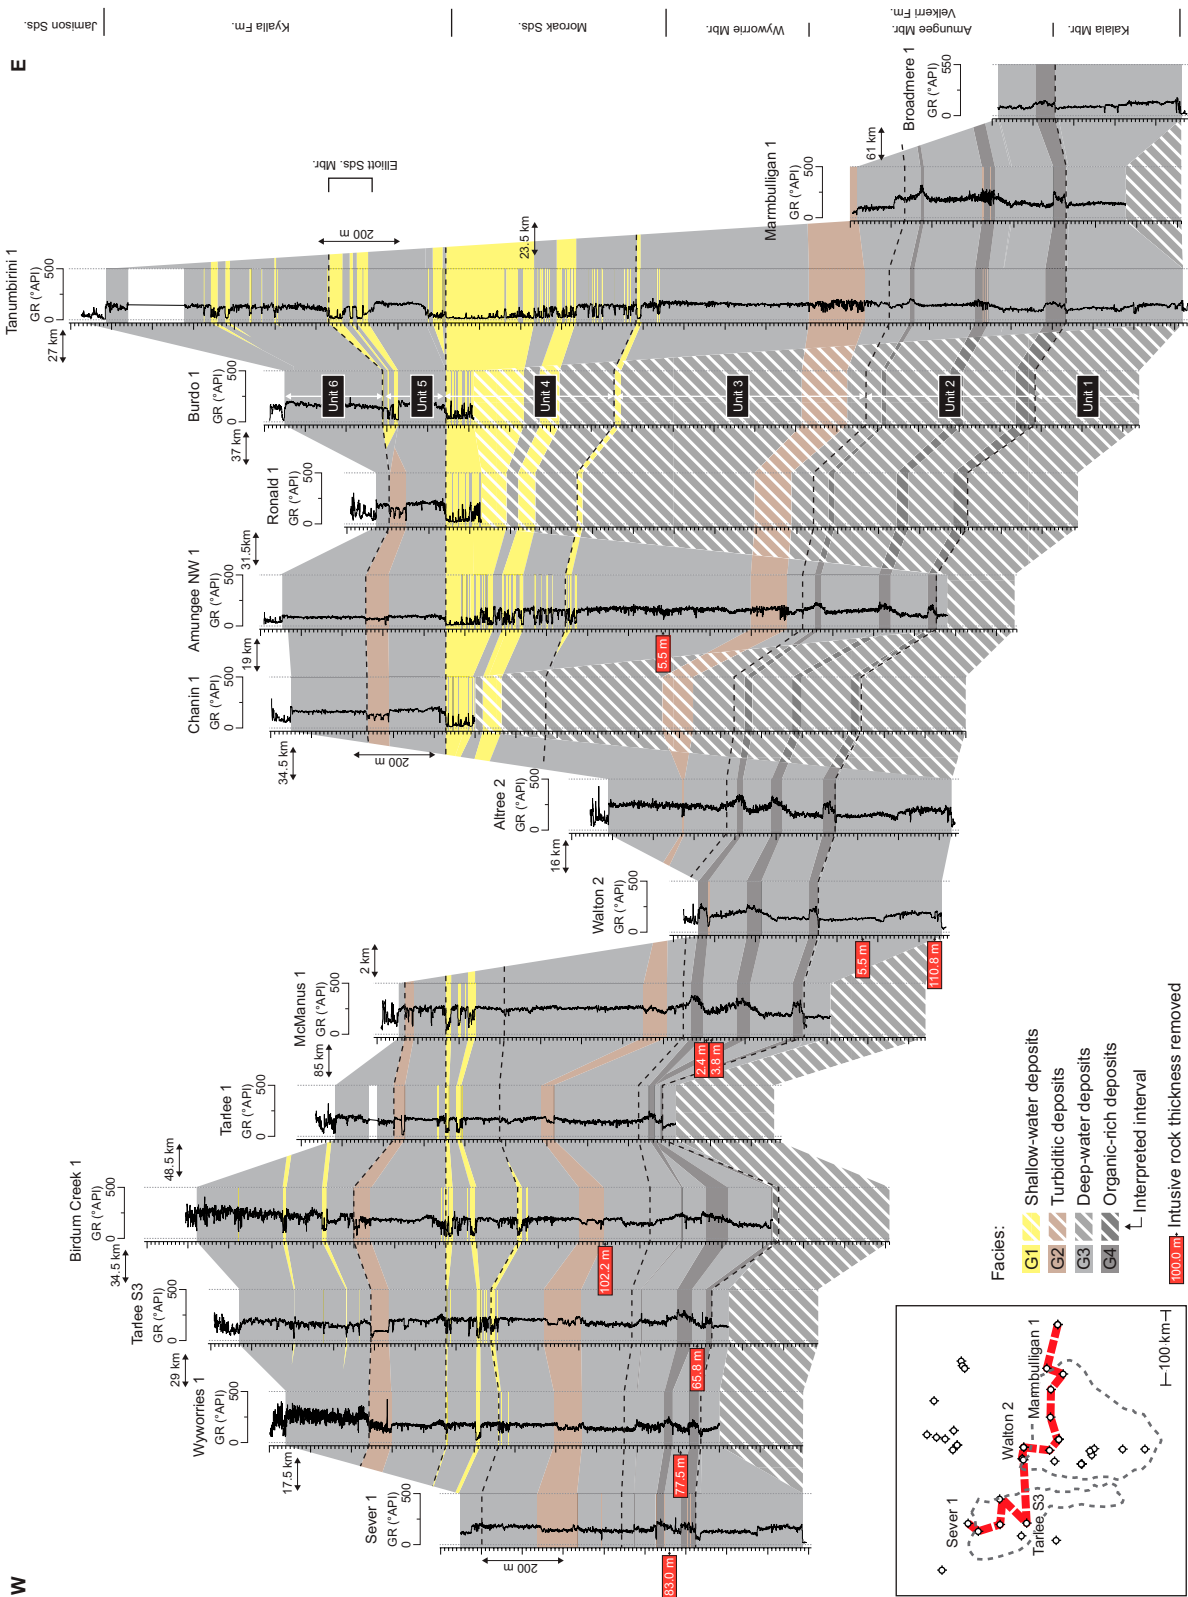 W
E
Jamison Sds.
Kyalla Fm.
Moroak Sds.
Wyworrie Mbr.
Amungee Mbr.
Velkerri Fm.
Kalala Mbr.
Elliott Sds. Mbr.
Sever 1
GR (°API)
0
500
17.5 km
200 m
83.0 m
Wyworries 1
GR (°API)
0
500
29 km
77.5 m
Tarlee S3
GR (°API)
0
500
34.5 km
65.8 m
Birdum Creek 1
GR (°API)
0
500
48.5 km
102.2 m
Tarlee 1
GR (°API)
0
500
85 km
McManus 1
GR (°API)
0
500
2 km
2.4 m
3.8 m
Walton 2
GR (°API)
0
500
16 km
5.5 m
110.8 m
Altree 2
GR (°API)
0
500
34.5 km
200 m
Chanin 1
GR (°API)
0
500
19 km
Amungee NW 1
GR (°API)
0
500
31.5km
5.5 m
Ronald 1
GR (°API)
0
500
37 km
Burdo 1
GR (°API)
0
500
27 km
Unit 6
Unit 5
Unit 4
Unit 3
Unit 2
Unit 1
Tanumbirini 1
GR (°API)
0
500
200 m
23.5 km
Marmbulligan 1
GR (°API)
0
500
61 km
Broadmere 1
GR (°API)
0
550
Facies:
G1 Shallow-water deposits
G2 Turbiditic deposits
G3 Deep-water deposits
G4 Organic-rich deposits
Interpreted interval
100.0 m Intrusive rock thickness removed
Sever 1
Tarlee S3
Walton 2
Marmbulligan 1
100 km